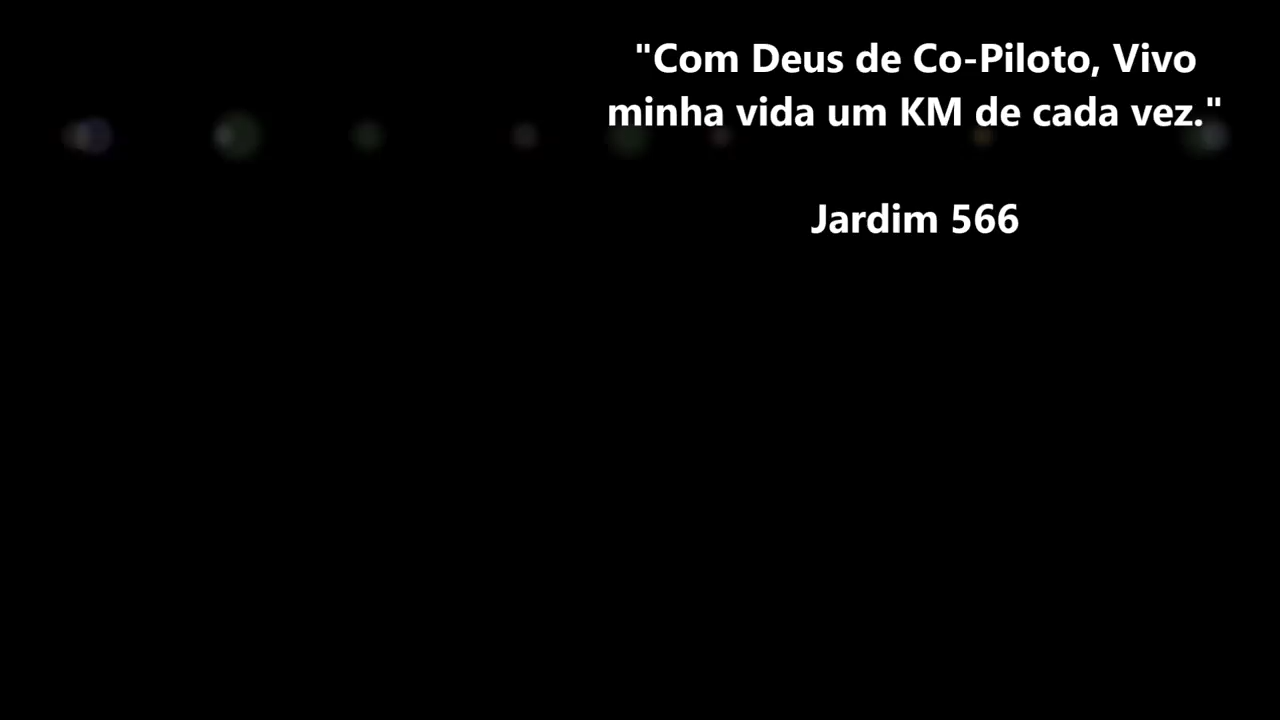 "Com Deus de Co-Piloto, Vivo
minha vida um KM de cada vez."
Jardim 566